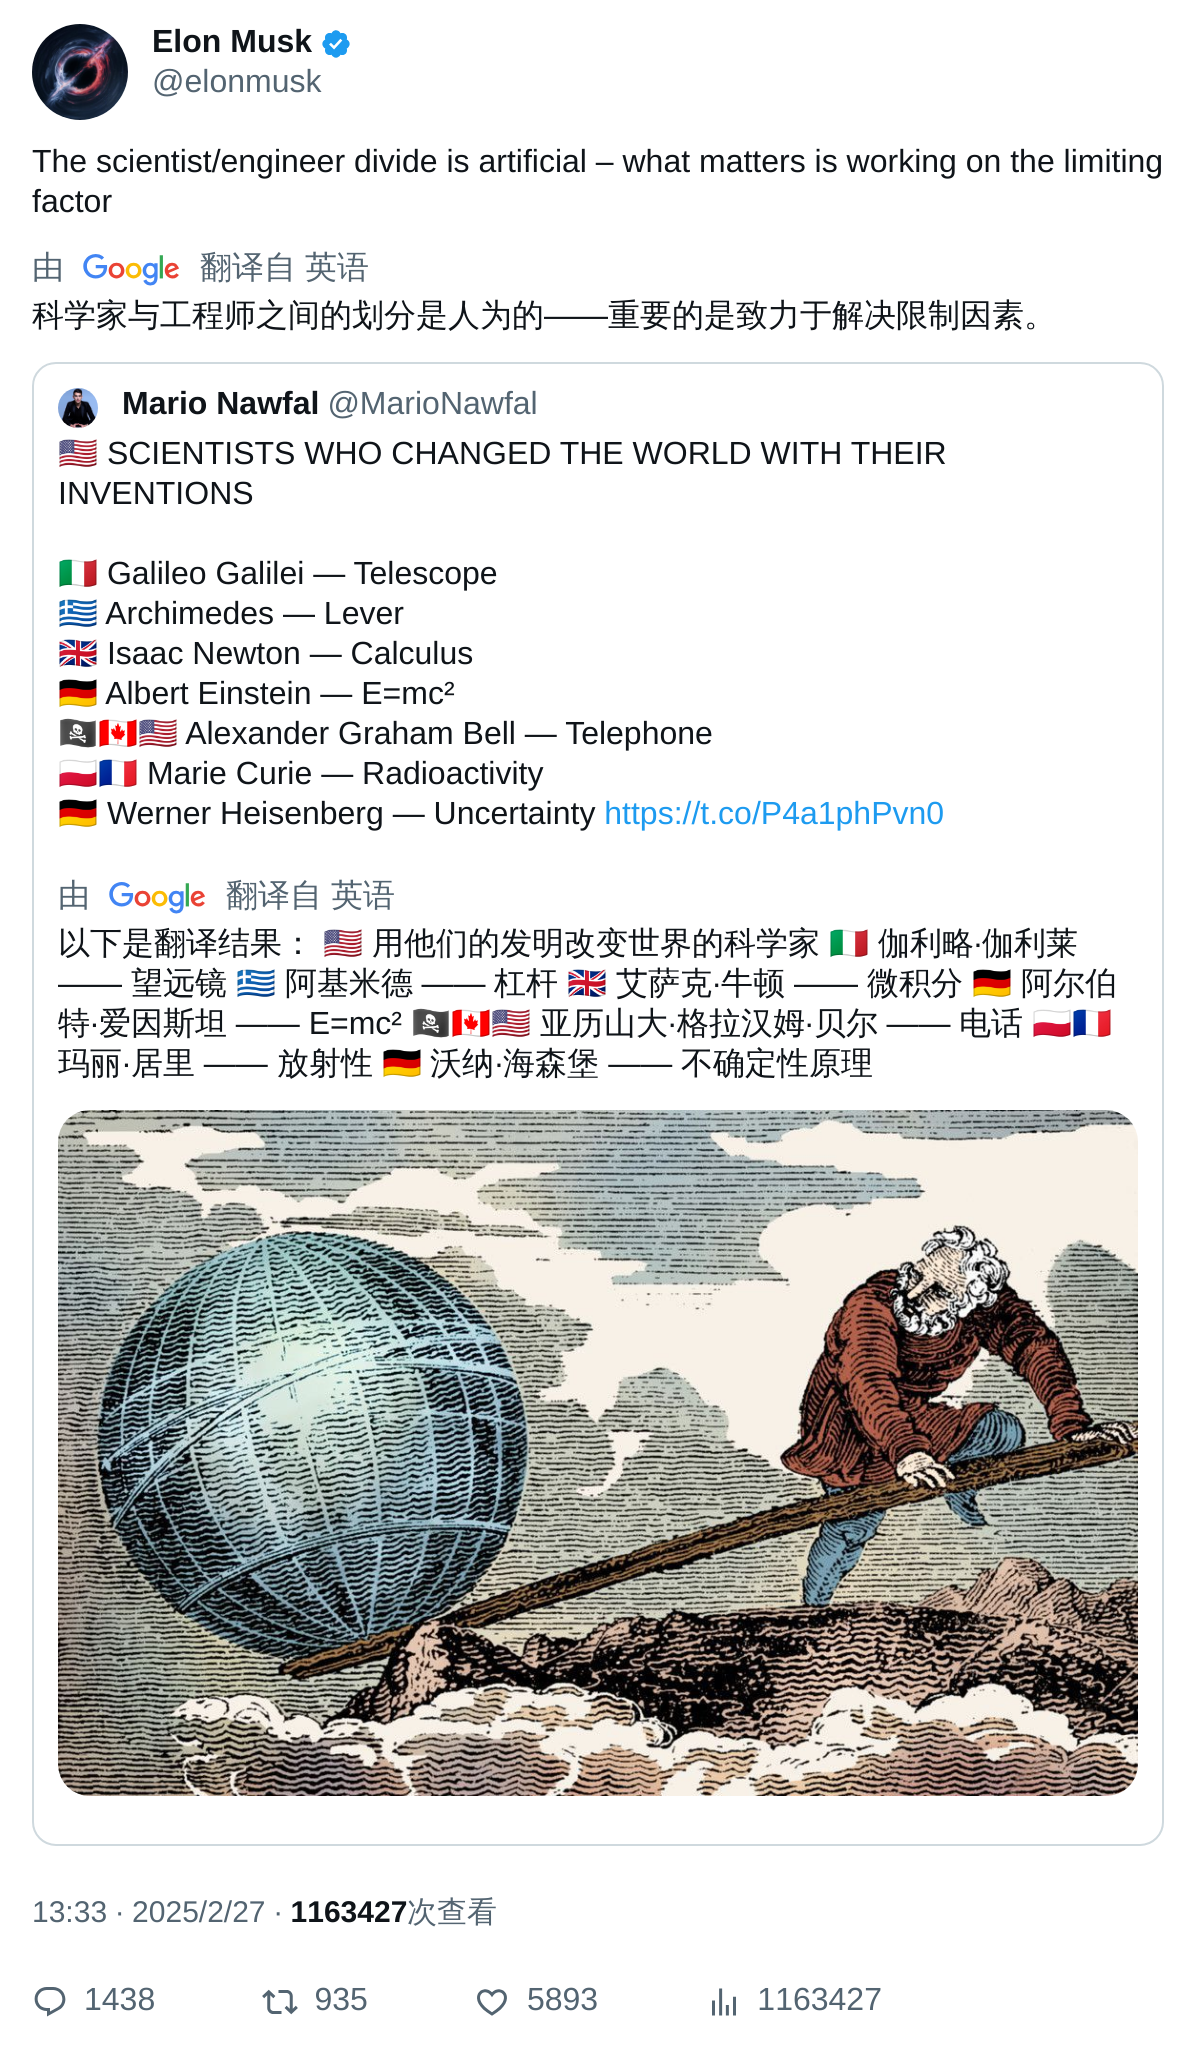 Elon Musk
@elonmusk
The scientist/engineer divide is artificial – what matters is working on the limiting
factor
由 Google 翻译自 英语
科学家与工程师之间的划分是人为的——重要的是致力于解决限制因素。
Mario Nawfal @MarioNawfal
🇺🇸 SCIENTISTS WHO CHANGED THE WORLD WITH THEIR
INVENTIONS
🇮🇹 Galileo Galilei — Telescope
🇬🇷 Archimedes — Lever
🇬🇧 Isaac Newton — Calculus
🇩🇪 Albert Einstein — E=mc²
🏴‍☠️🇨🇦🇺🇸 Alexander Graham Bell — Telephone
🇵🇱🇫🇷 Marie Curie — Radioactivity
🇩🇪 Werner Heisenberg — Uncertainty https://t.co/P4a1phPvn0
由 Google 翻译自 英语
以下是翻译结果： 🇺🇸 用他们的发明改变世界的科学家 🇮🇹 伽利略·伽利莱
—— 望远镜 🇬🇷 阿基米德 —— 杠杆 🇬🇧 艾萨克·牛顿 —— 微积分 🇩🇪 阿尔伯
特·爱因斯坦 —— E=mc² 🏴‍☠️🇨🇦🇺🇸 亚历山大·格拉汉姆·贝尔 —— 电话 🇵🇱🇫🇷
玛丽·居里 —— 放射性 🇩🇪 沃纳·海森堡 —— 不确定性原理
13:33 · 2025/2/27 · 1163427次查看
1438 935 5893 1163427